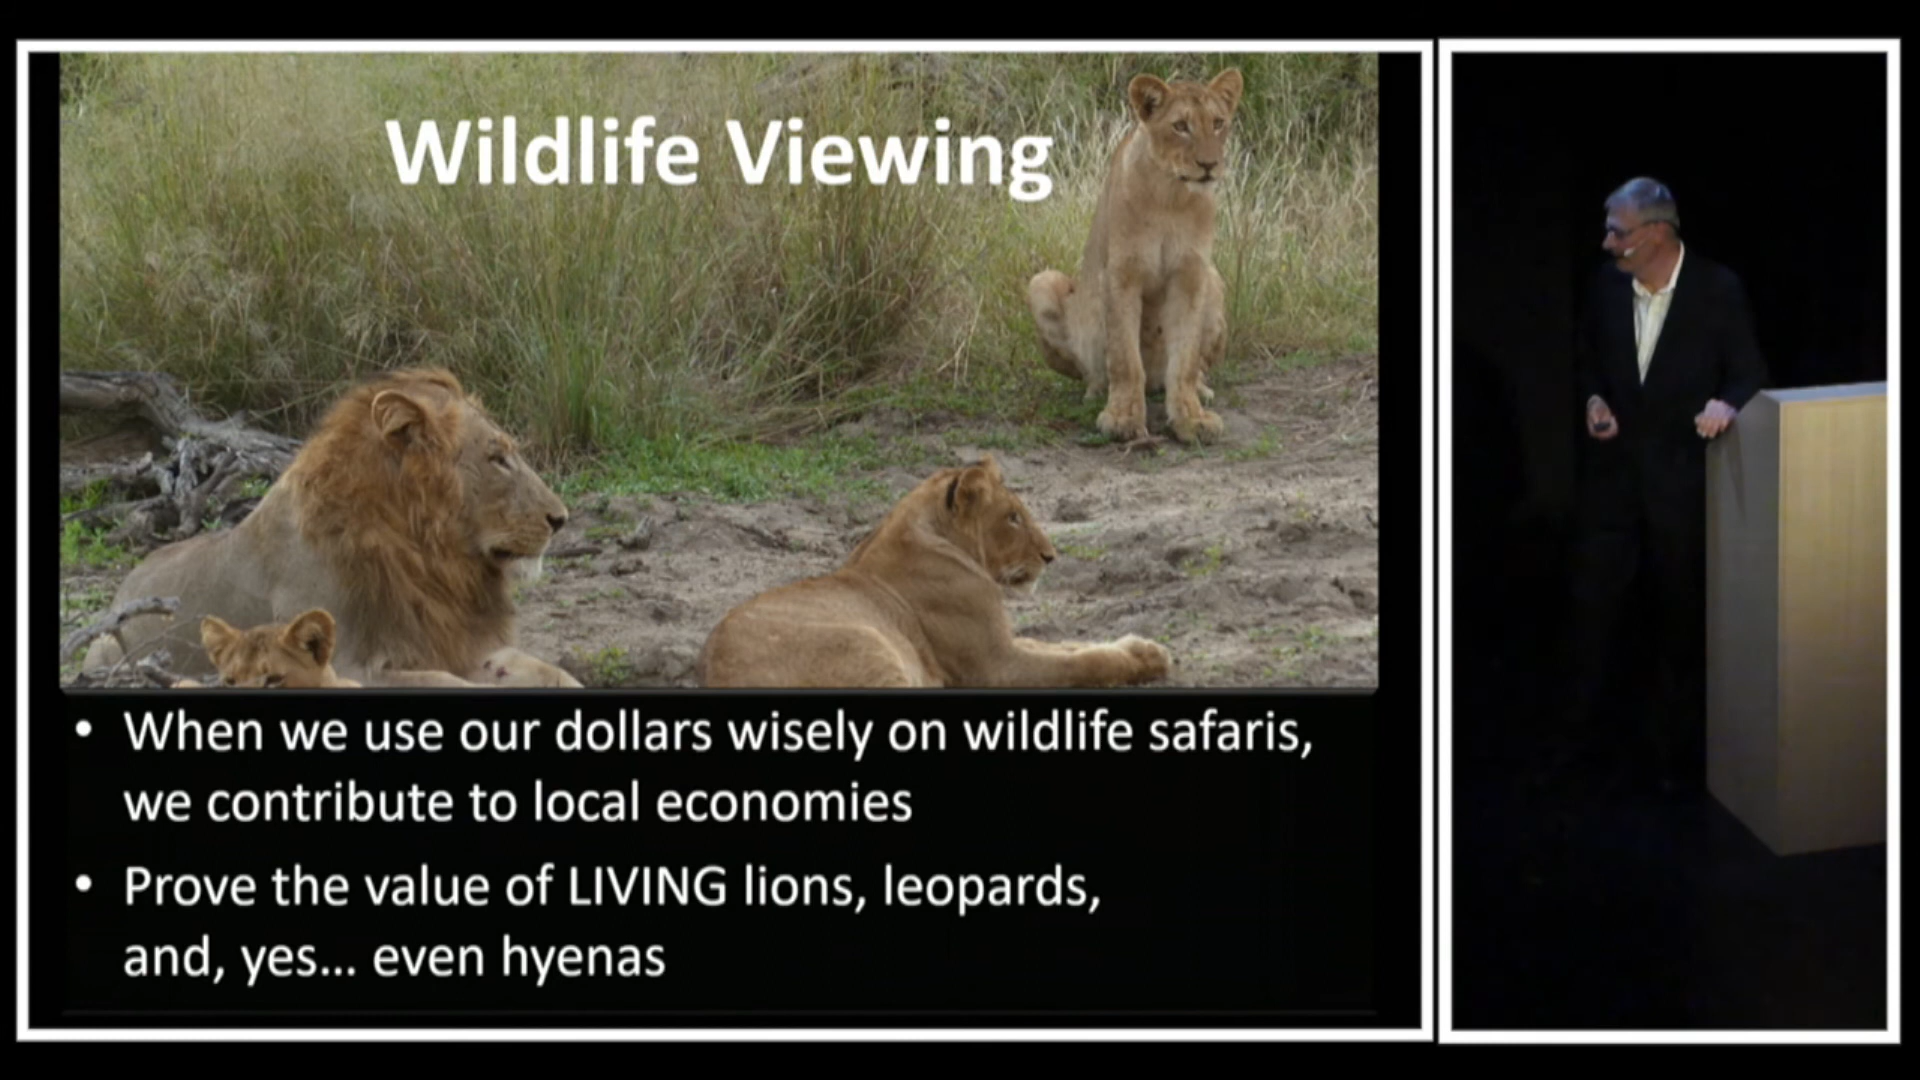 Wildlife Viewing
• When we use our dollars wisely on wildlife safaris,
we contribute to local economies
• Prove the value of LIVING lions, leopards,
and, yes... even hyenas